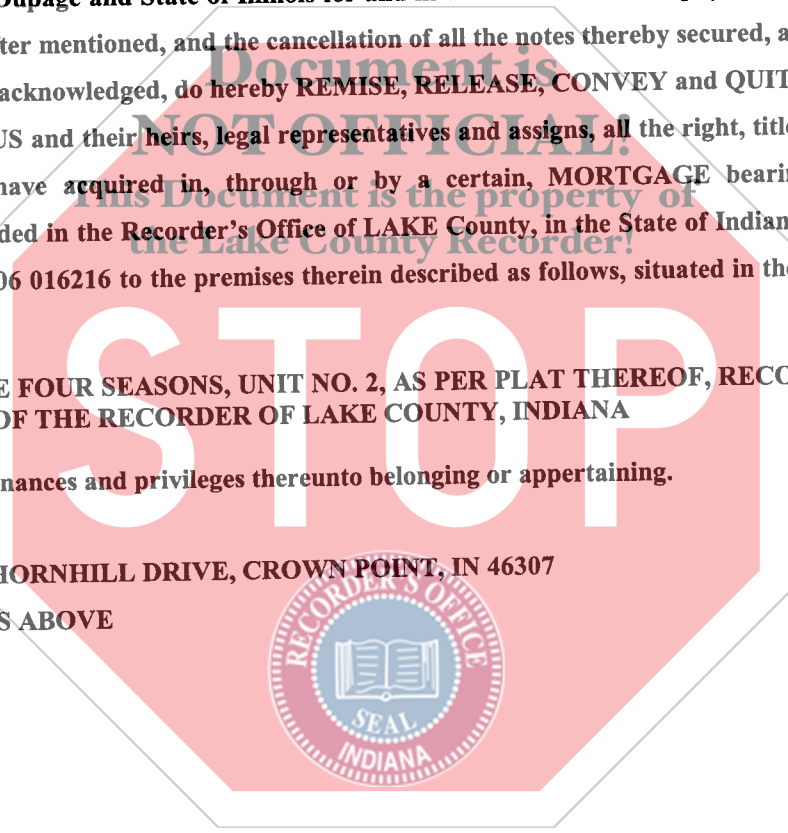 Dupage and State of Illinois for and in
ter mentioned, and the cancellation of all the notes thereby secured, a
Document is
acknowledged, do hereby REMISE, RELEASE, CONVEY and QUIT
NOT OFFICIAL!
US and their heirs, legal representatives and assigns, all the right, title
have acquired in, through or by a certain, MORTGAGE bearin
This Document is the property of
ded in the Recorder's Office of LAKE County, in the State of Indian
the Lake County Recorder!
06 016216 to the premises therein described as follows, situated in the
STOP
E FOUR SEASONS, UNIT NO. 2, AS PER PLAT THEREOF, RECO
OF THE RECORDER OF LAKE COUNTY, INDIANA
nances and privileges thereunto belonging or appertaining.
HORNHILL DRIVE, CROWN POINT, IN 46307
S ABOVE
RECORDER'S OFFICE
SEAL
INDIANA